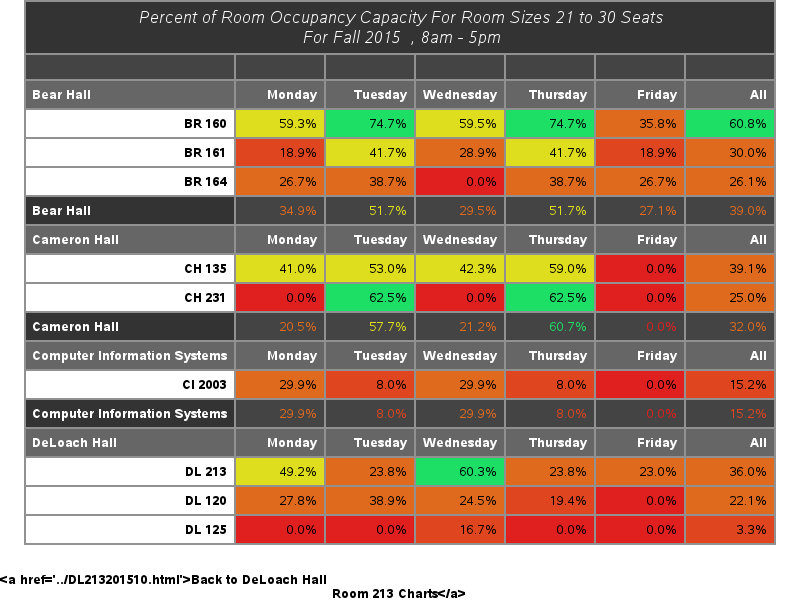 Percent of Room Occupancy Capacity For Room Sizes 21 to 30 Seats
For Fall 2015 , 8am - 5pm
Bear Hall Monday Tuesday Wednesday Thursday Friday All
BR 160 59.3% 74.7% 59.5% 74.7% 35.8% 60.8%
BR 161 18.9% 41.7% 28.9% 41.7% 18.9% 30.0%
BR 164 26.7% 38.7% 0.0% 38.7% 26.7% 26.1%
Bear Hall 34.9% 51.7% 29.5% 51.7% 27.1% 39.0%
Cameron Hall Monday Tuesday Wednesday Thursday Friday All
CH 135 41.0% 53.0% 42.3% 59.0% 0.0% 39.1%
CH 231 0.0% 62.5% 0.0% 62.5% 0.0% 25.0%
Cameron Hall 20.5% 57.7% 21.2% 60.7% 0.0% 32.0%
Computer Information Systems Monday Tuesday Wednesday Thursday Friday All
CI 2003 29.9% 8.0% 29.9% 8.0% 0.0% 15.2%
Computer Information Systems 29.9% 8.0% 29.9% 8.0% 0.0% 15.2%
DeLoach Hall Monday Tuesday Wednesday Thursday Friday All
DL 213 49.2% 23.8% 60.3% 23.8% 23.0% 36.0%
DL 120 27.8% 38.9% 24.5% 19.4% 0.0% 22.1%
DL 125 0.0% 0.0% 16.7% 0.0% 0.0% 3.3%
<a href='../DL213201510.html'>Back to DeLoach Hall
Room 213 Charts</a>